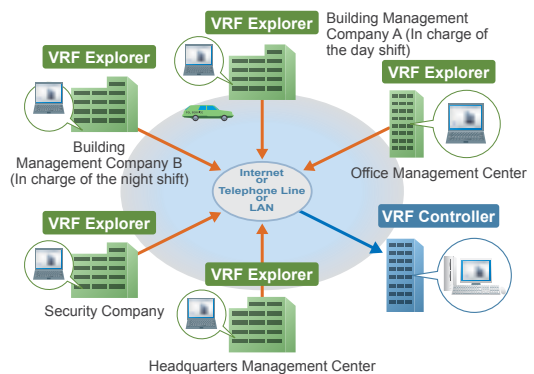 VRF Explorer
Building Management
Company A (In charge of
the day shift)
VRF Explorer
VRF Explorer
Building
Management Company B
(In charge of the night shift)
Office Management Center
Internet
or
Telephone Line
or
LAN
VRF Explorer
VRF Controller
Security Company
VRF Explorer
Headquarters Management Center